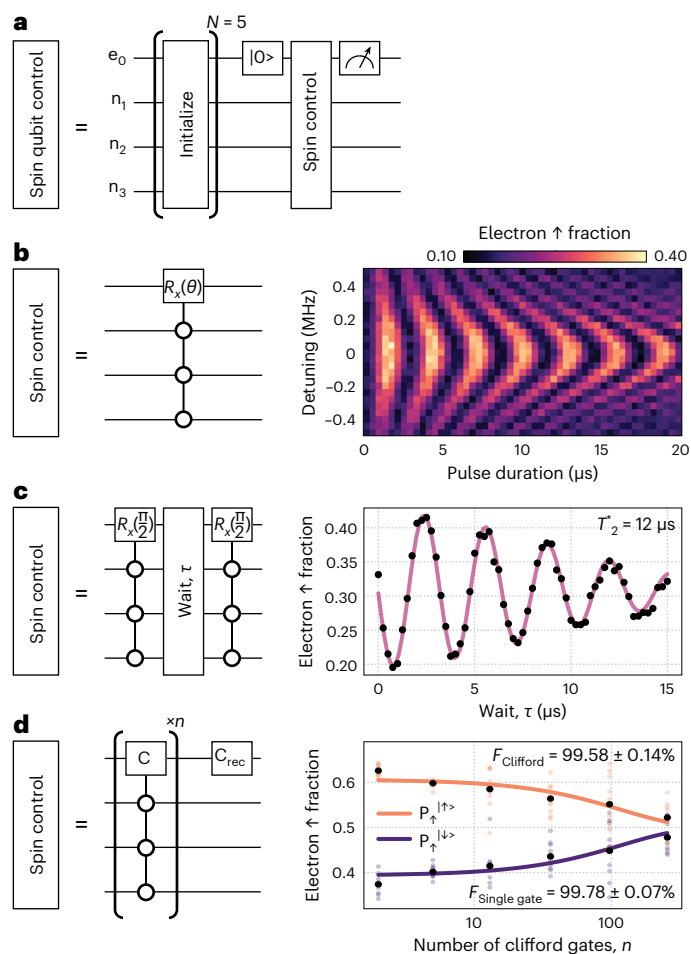 a
Spin qubit control
=
N = 5
e0
n1
n2
n3
Initialize
|0>
Spin control
b
Spin control
=
Rx(θ)
Electron ↑ fraction
0.10
0.40
Detuning (MHz)
0.4
0.2
0
−0.2
−0.4
0
5
10
15
20
Pulse duration (μs)
c
Spin control
=
Rx(π/2)
Wait, τ
Rx(π/2)
T*2 = 12 μs
Electron ↑ fraction
0.40
0.35
0.30
0.25
0.20
0
5
10
15
Wait, τ (μs)
d
Spin control
=
×n
C
Crec
FClifford = 99.58 ± 0.14%
Electron ↑ fraction
0.6
0.5
0.4
P↑|↑>
P↑|↓>
FSingle gate = 99.78 ± 0.07%
10
100
Number of clifford gates, n